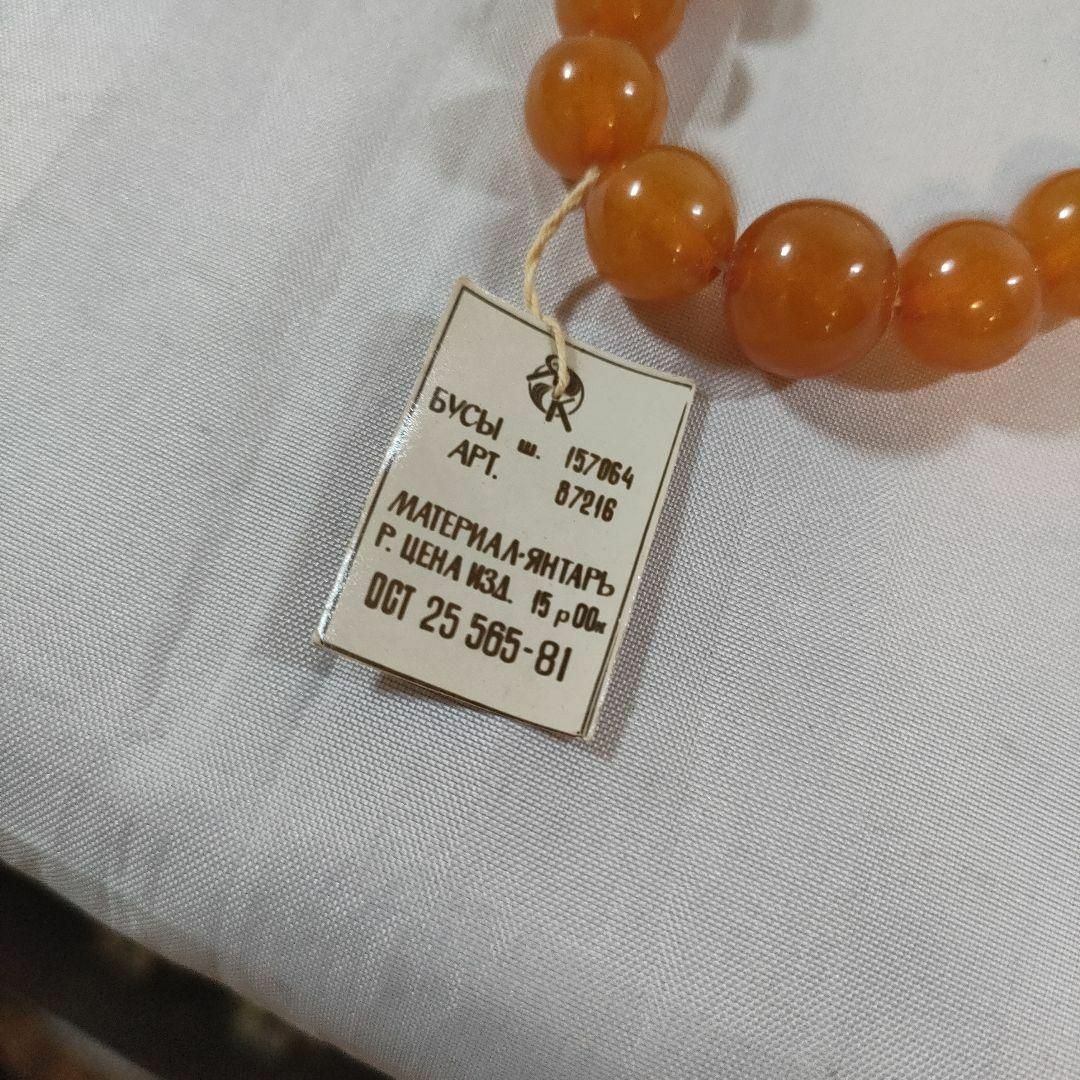 БУСЫ ш. 157064
АРТ. 87216
МАТЕРИАЛ-ЯНТАРЬ
Р. ЦЕНА ИЗД. 15 р 00к
ОСТ 25 565-81